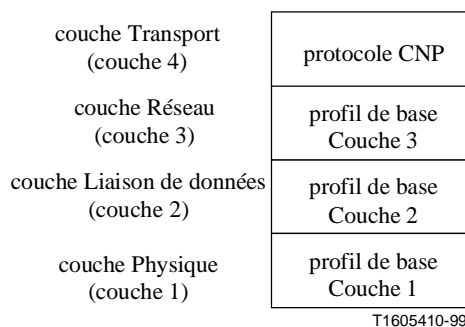 couche Transport
(couche 4)
protocole CNP
couche Réseau
(couche 3)
profil de base
Couche 3
couche Liaison de données
(couche 2)
profil de base
Couche 2
couche Physique
(couche 1)
profil de base
Couche 1
T1605410-99